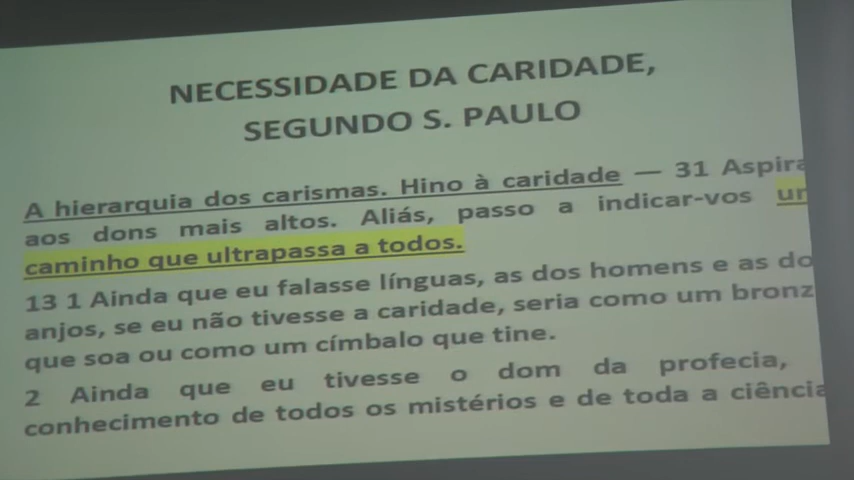 NECESSIDADE DA CARIDADE,
SEGUNDO S. PAULO
A hierarquia dos carismas. Hino à caridade — 31 Aspira
aos dons mais altos. Aliás, passo a indicar-vos
caminho que ultrapassa a todos.
13 1 Ainda que eu falasse línguas, as dos homens e as do
anjos, se eu não tivesse a caridade, seria como um bronz
que soa ou como um címbalo que tine.
2 Ainda que eu tivesse o dom da profecia,
conhecimento de todos os mistérios e de toda a ciência